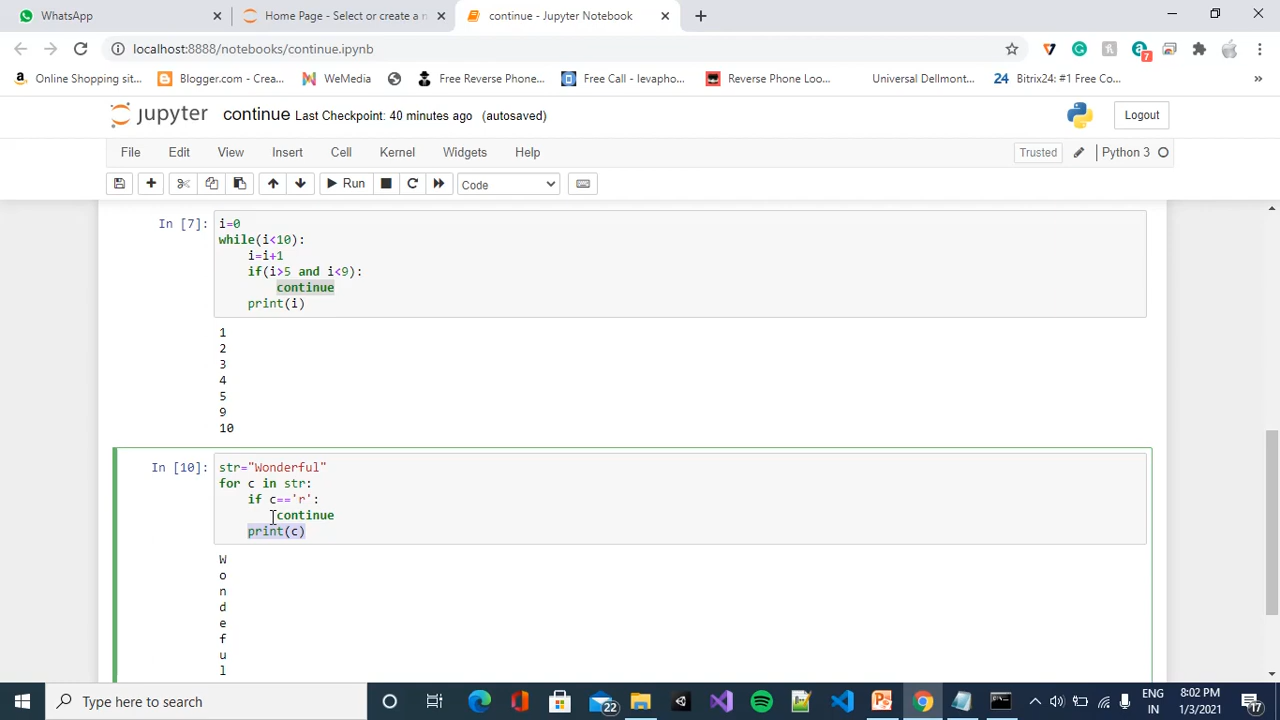 WhatsApp
Home Page - Select or create a n
continue - Jupyter Notebook
localhost:8888/notebooks/continue.ipynb
7
Online Shopping sit...
Blogger.com - Crea...
WeMedia
Free Reverse Phone...
Free Call - levapho...
Reverse Phone Loo...
Universal Dellmont...
24 Bitrix24: #1 Free Co...
»
jupyter continue Last Checkpoint: 40 minutes ago (autosaved)
Logout
File Edit View Insert Cell Kernel Widgets Help
Trusted Python 3
Run Code
In [7]: i=0
while(i<10):
i=i+1
if(i>5 and i<9):
continue
print(i)
1
2
3
4
5
9
10
In [10]: str="Wonderful"
for c in str:
if c=='r':
continue
print(c)
W
o
n
d
e
f
u
l
Type here to search
22
ENG
IN
8:02 PM
1/3/2021
17